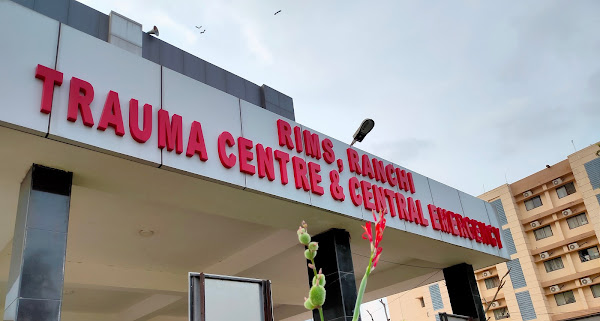 RIMS, RANCHI
TRAUMA CENTRE & CENTRAL EMERGENCY